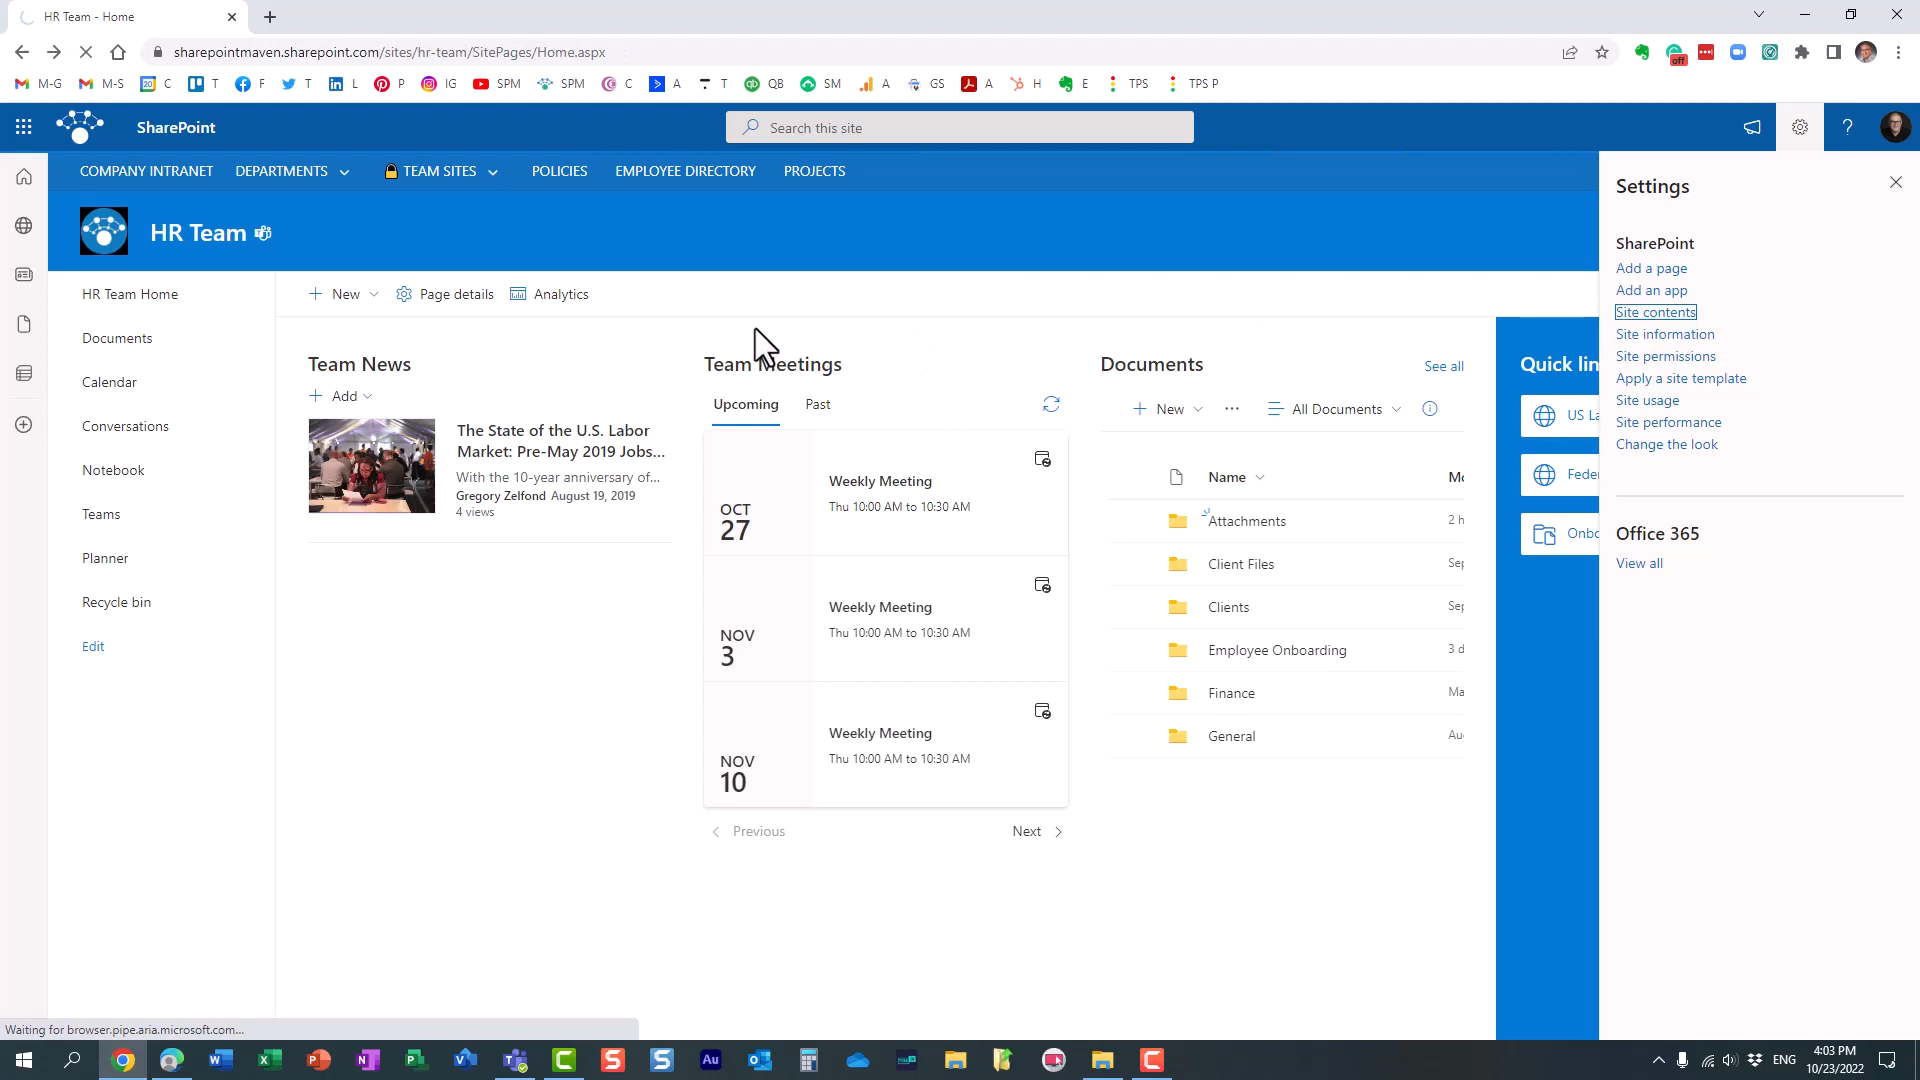 HR Team - Home
sharepointmaven.sharepoint.com/sites/hr-team/SitePages/Home.aspx
off
M-G M-S 20 C T F T L P IG SPM SPM C A T QB SM A GS A H E TPS TPS P
SharePoint
Search this site
?
COMPANY INTRANET DEPARTMENTS TEAM SITES POLICIES EMPLOYEE DIRECTORY PROJECTS
HR Team
HR Team Home
Documents
Calendar
Conversations
Notebook
Teams
Planner
Recycle bin
Edit
New Page details Analytics
Team News
Add
The State of the U.S. Labor
Market: Pre-May 2019 Jobs...
With the 10-year anniversary of...
Gregory Zelfond August 19, 2019
4 views
Team Meetings
Upcoming Past
OCT
27
Weekly Meeting
Thu 10:00 AM to 10:30 AM
NOV
3
Weekly Meeting
Thu 10:00 AM to 10:30 AM
NOV
10
Weekly Meeting
Thu 10:00 AM to 10:30 AM
Previous Next
Documents See all
New All Documents
Name Mo
Attachments 2 h
Client Files Sep
Clients Sep
Employee Onboarding 3 d
Finance Ma
General Aug
Quick lin
US La
Feder
Onbo
Settings
SharePoint
Add a page
Add an app
Site contents
Site information
Site permissions
Apply a site template
Site usage
Site performance
Change the look
Office 365
View all
Waiting for browser.pipe.aria.microsoft.com...
ENG
4:03 PM
10/23/2022